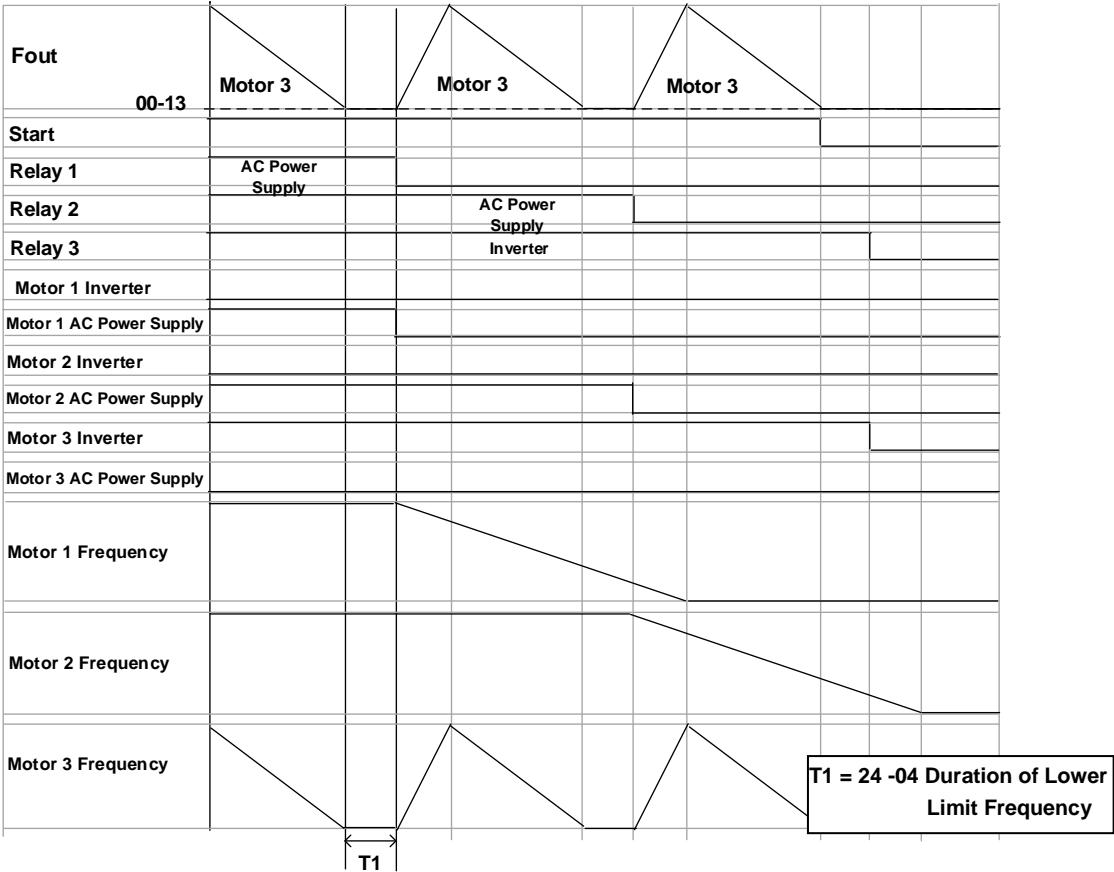 Fout
Motor 3
Motor 3
Motor 3
00-13
Start
Relay 1
AC Power
Supply
Relay 2
AC Power
Supply
Relay 3
Inverter
Motor 1 Inverter
Motor 1 AC Power Supply
Motor 2 Inverter
Motor 2 AC Power Supply
Motor 3 Inverter
Motor 3 AC Power Supply
Motor 1 Frequency
Motor 2 Frequency
Motor 3 Frequency
T1 = 24 -04 Duration of Lower
Limit Frequency
T1